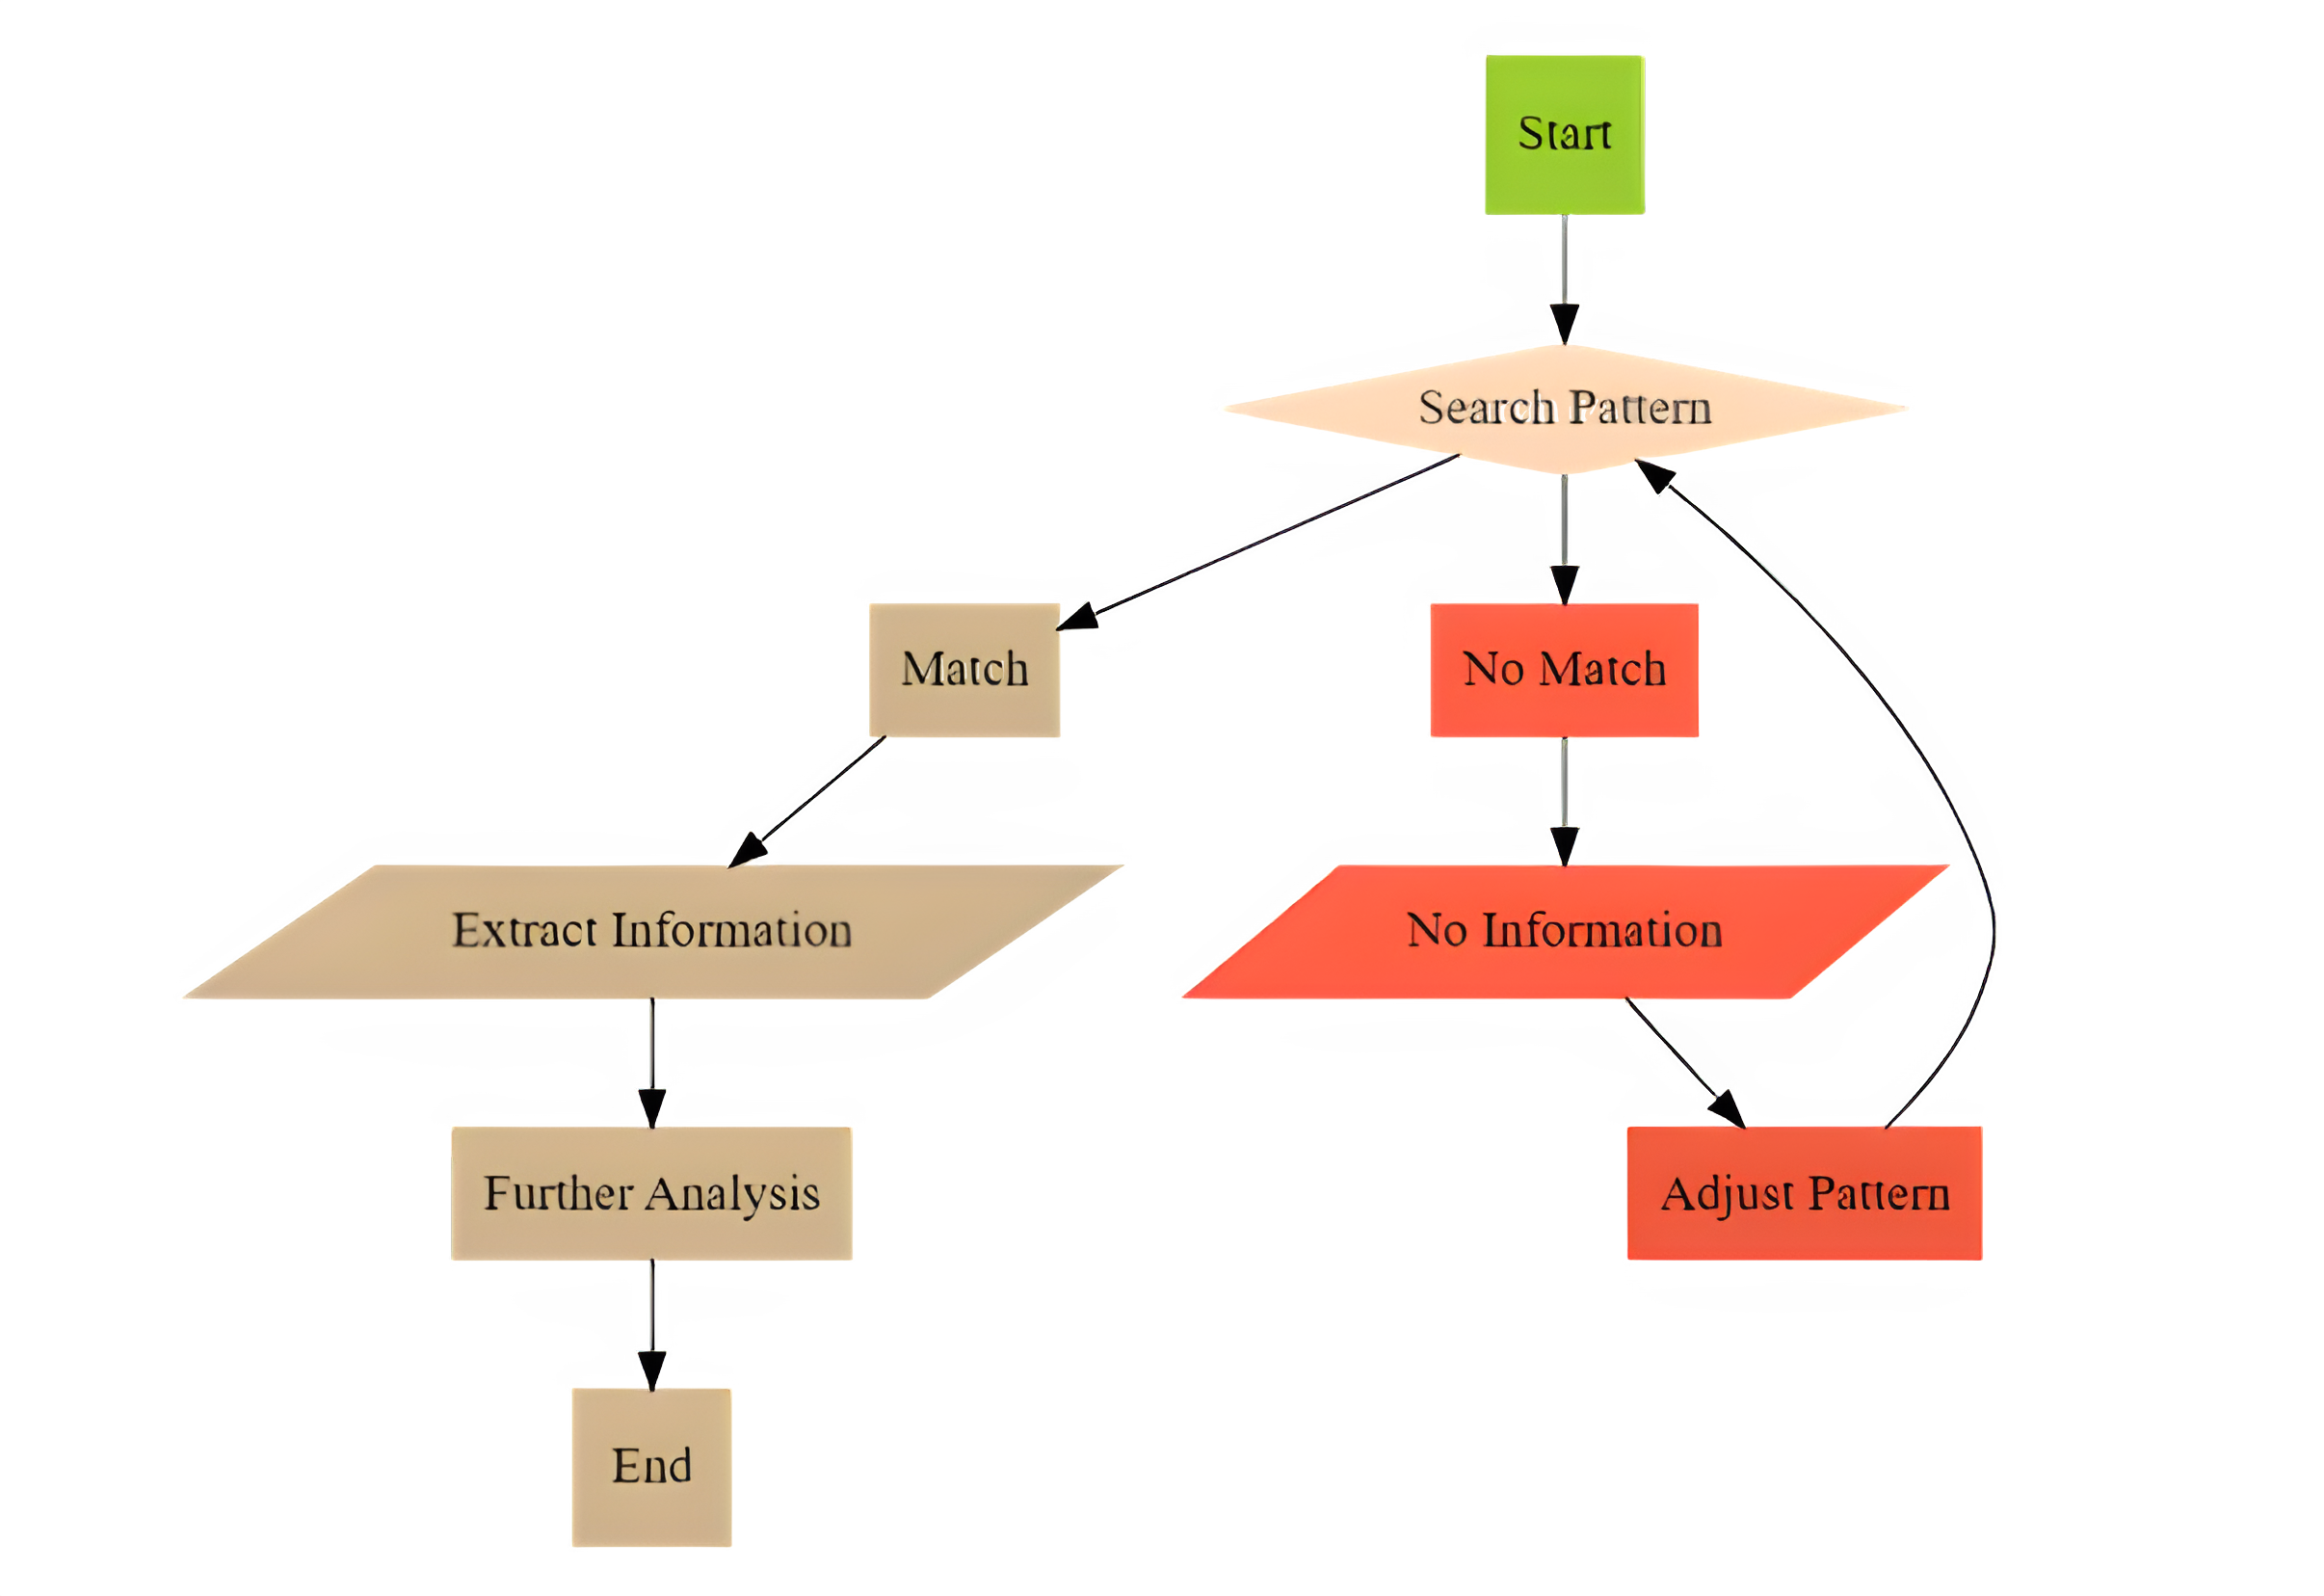 Start
Search Pattern
Match
No Match
Extract Information
No Information
Further Analysis
Adjust Pattern
End